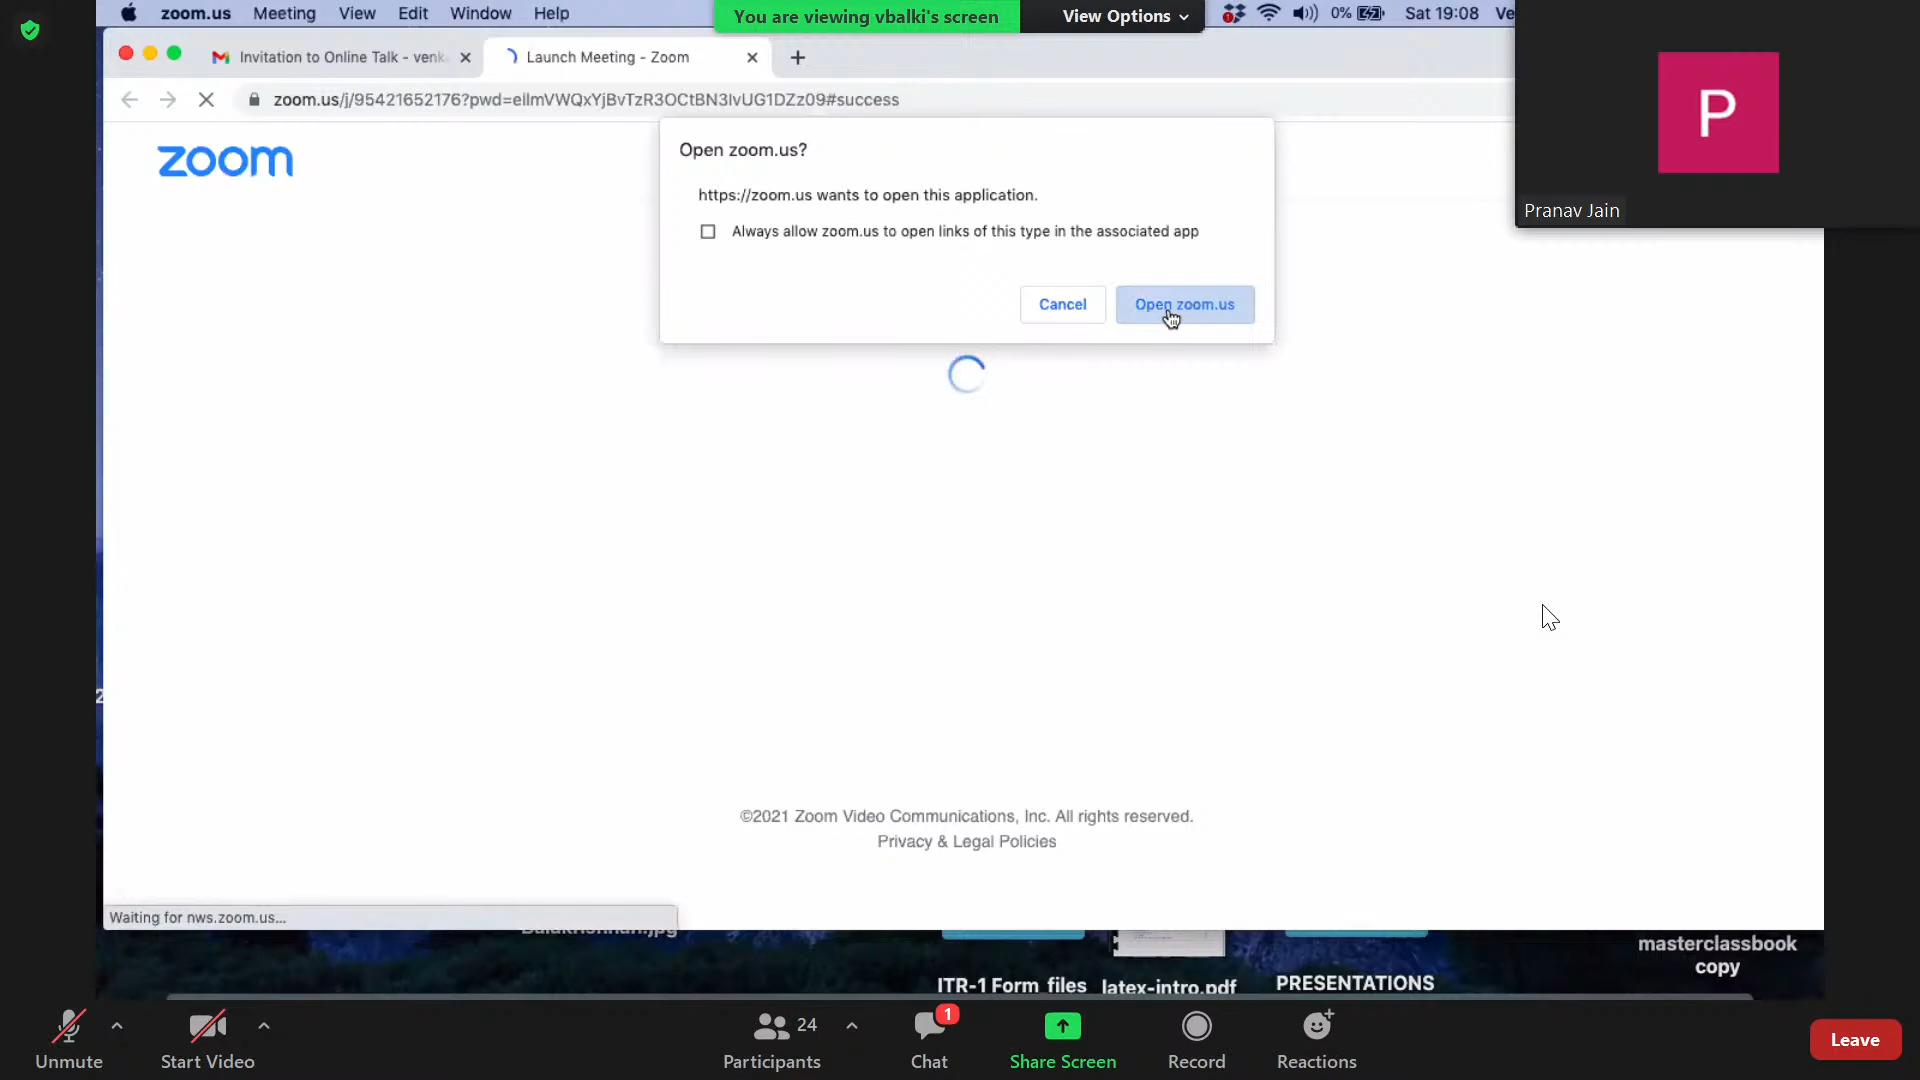 zoom.us Meeting View Edit Window Help
You are viewing vbalki's screen
View Options
0% Sat 19:08 Ve
Invitation to Online Talk - venk
Launch Meeting - Zoom
zoom.us/j/95421652176?pwd=ellmVWQxYjBvTzR3OCtBN3IvUG1DZz09#success
P
Pranav Jain
zoom
Open zoom.us?
https://zoom.us wants to open this application.
Always allow zoom.us to open links of this type in the associated app
Cancel
Open zoom.us
2
©2021 Zoom Video Communications, Inc. All rights reserved.
Privacy & Legal Policies
Waiting for nws.zoom.us...
masterclassbook
copy
ITR-1 Form files
latex-intro.pdf
PRESENTATIONS
24
1
Unmute
Start Video
Participants
Chat
Share Screen
Record
Reactions
Leave